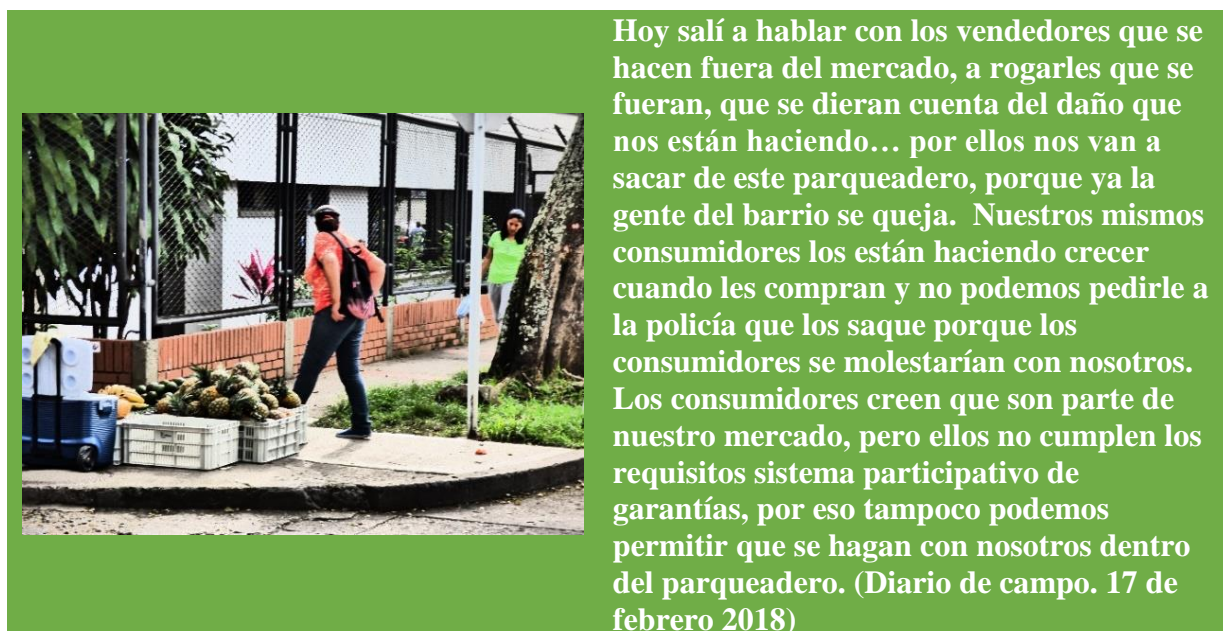 Hoy salí a hablar con los vendedores que se
hacen fuera del mercado, a rogarles que se
fueran, que se dieran cuenta del daño que
nos están haciendo… por ellos nos van a
sacar de este parqueadero, porque ya la
gente del barrio se queja.  Nuestros mismos
consumidores los están haciendo crecer
cuando les compran y no podemos pedirle a
la policía que los saque porque los
consumidores se molestarían con nosotros.
Los consumidores creen que son parte de
nuestro mercado, pero ellos no cumplen los
requisitos sistema participativo de
garantías, por eso tampoco podemos
permitir que se hagan con nosotros dentro
del parqueadero. (Diario de campo. 17 de
febrero 2018)